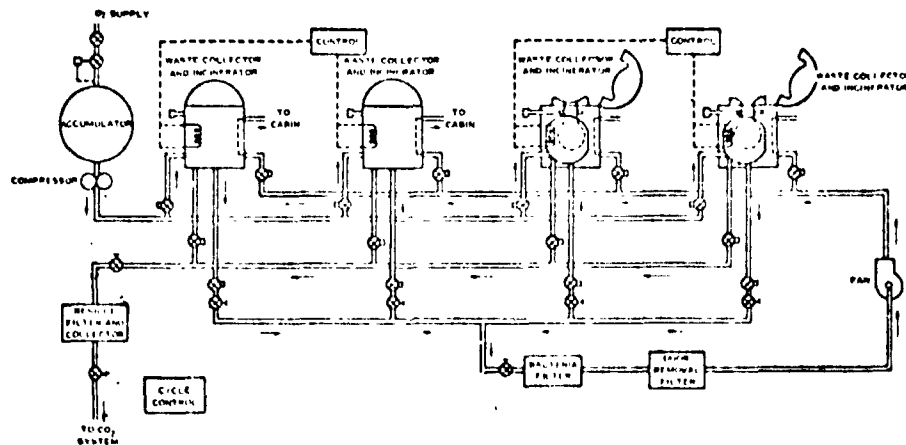 O2 SUPPLY
ACCUMULATOR
COMPRESSOR
WASTE COLLECTOR
AND INCINERATOR
CONTROL
WASTE COLLECTOR
AND INCINERATOR
TO
CABIN
TO
CABIN
WASTE COLLECTOR
AND INCINERATOR
CONTROL
WASTE COLLECTOR
AND INCINERATOR
FAN
RESIDUE
FILTER AND
COLLECTOR
CYCLE
CONTROL
TO CO2
SYSTEM
BACTERIA
FILTER
ODOR
REMOVAL
FILTER